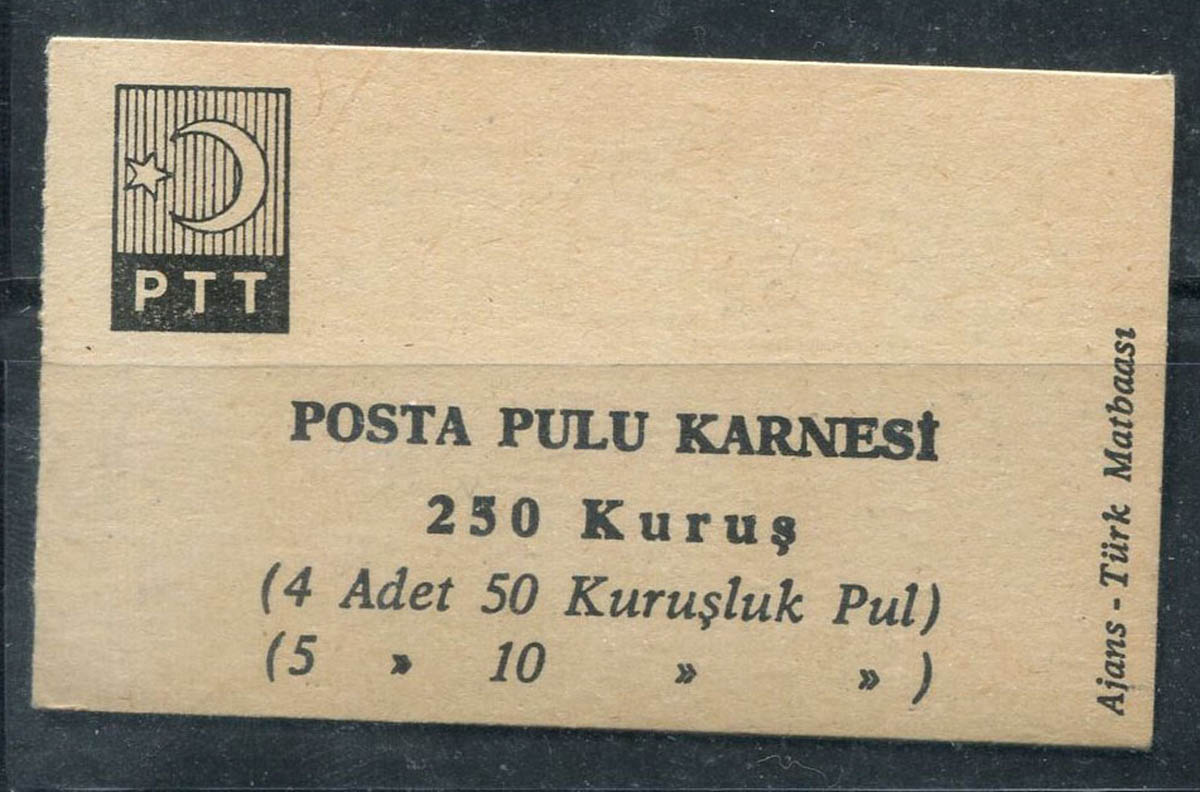 PTT
POSTA PULU KARNESİ
250 Kuruş
(4 Adet 50 Kuruşluk Pul)
(5 » 10 » » )
Ajans - Türk Matbaası